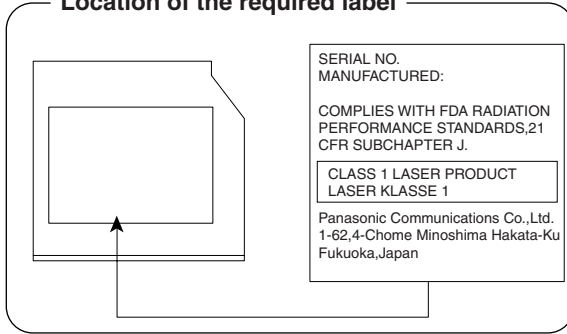 Location of the required label
SERIAL NO.
MANUFACTURED:
COMPLIES WITH FDA RADIATION
PERFORMANCE STANDARDS,21
CFR SUBCHAPTER J.
CLASS 1 LASER PRODUCT
LASER KLASSE 1
Panasonic Communications Co.,Ltd.
1-62,4-Chome Minoshima Hakata-Ku
Fukuoka,Japan